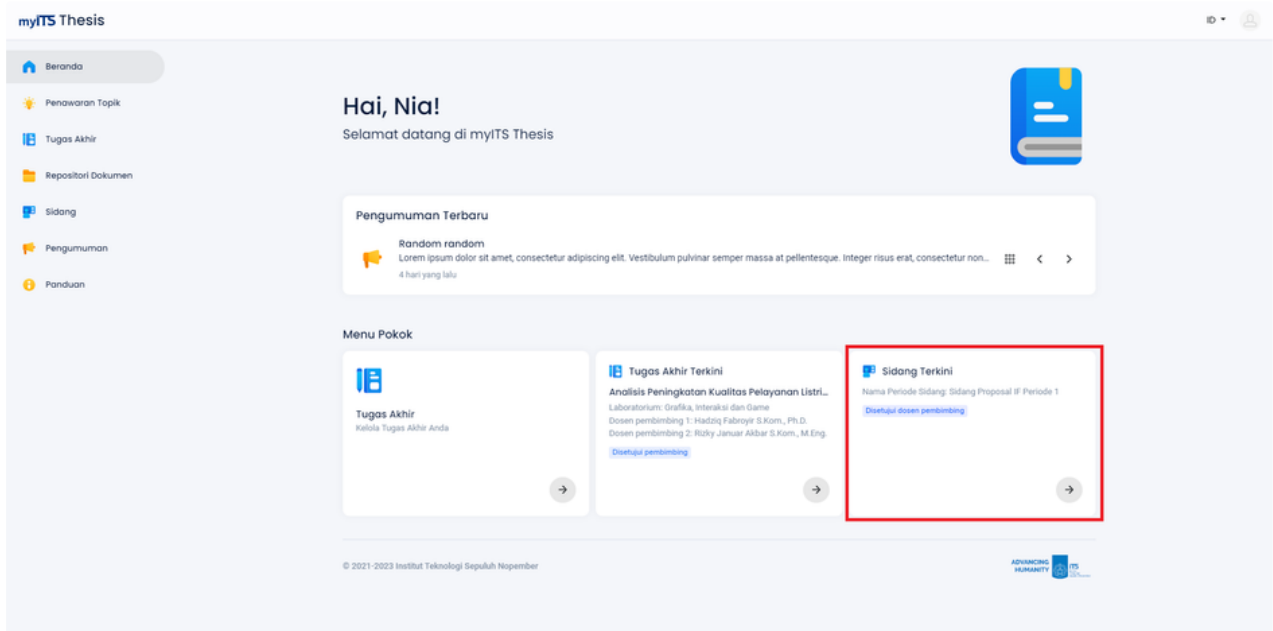 myITS Thesis
ID
Beranda
Penawaran Topik
Tugas Akhir
Repositori Dokumen
Sidang
Pengumuman
Panduan
Hai, Nia!
Selamat datang di myITS Thesis
Pengumuman Terbaru
Random random
Lorem ipsum dolor sit amet, consectetur adipiscing elit. Vestibulum pulvinar semper massa at pellentesque. Integer risus erat, consectetur non...
4 hari yang lalu
Menu Pokok
Tugas Akhir
Kelola Tugas Akhir Anda
Tugas Akhir Terkini
Analisis Peningkatan Kualitas Pelayanan Listri...
Laboratorium: Grafika, Interaksi dan Game
Dosen pembimbing 1: Hadziq Fabroyir S.Kom., Ph.D.
Dosen pembimbing 2: Rizky Januar Akbar S.Kom., M.Eng.
Disetujui pembimbing
Sidang Terkini
Nama Periode Sidang: Sidang Proposal IF Periode 1
Disetujui dosen pembimbing
© 2021-2023 Institut Teknologi Sepuluh Nopember
ADVANCING
HUMANITY
ITS